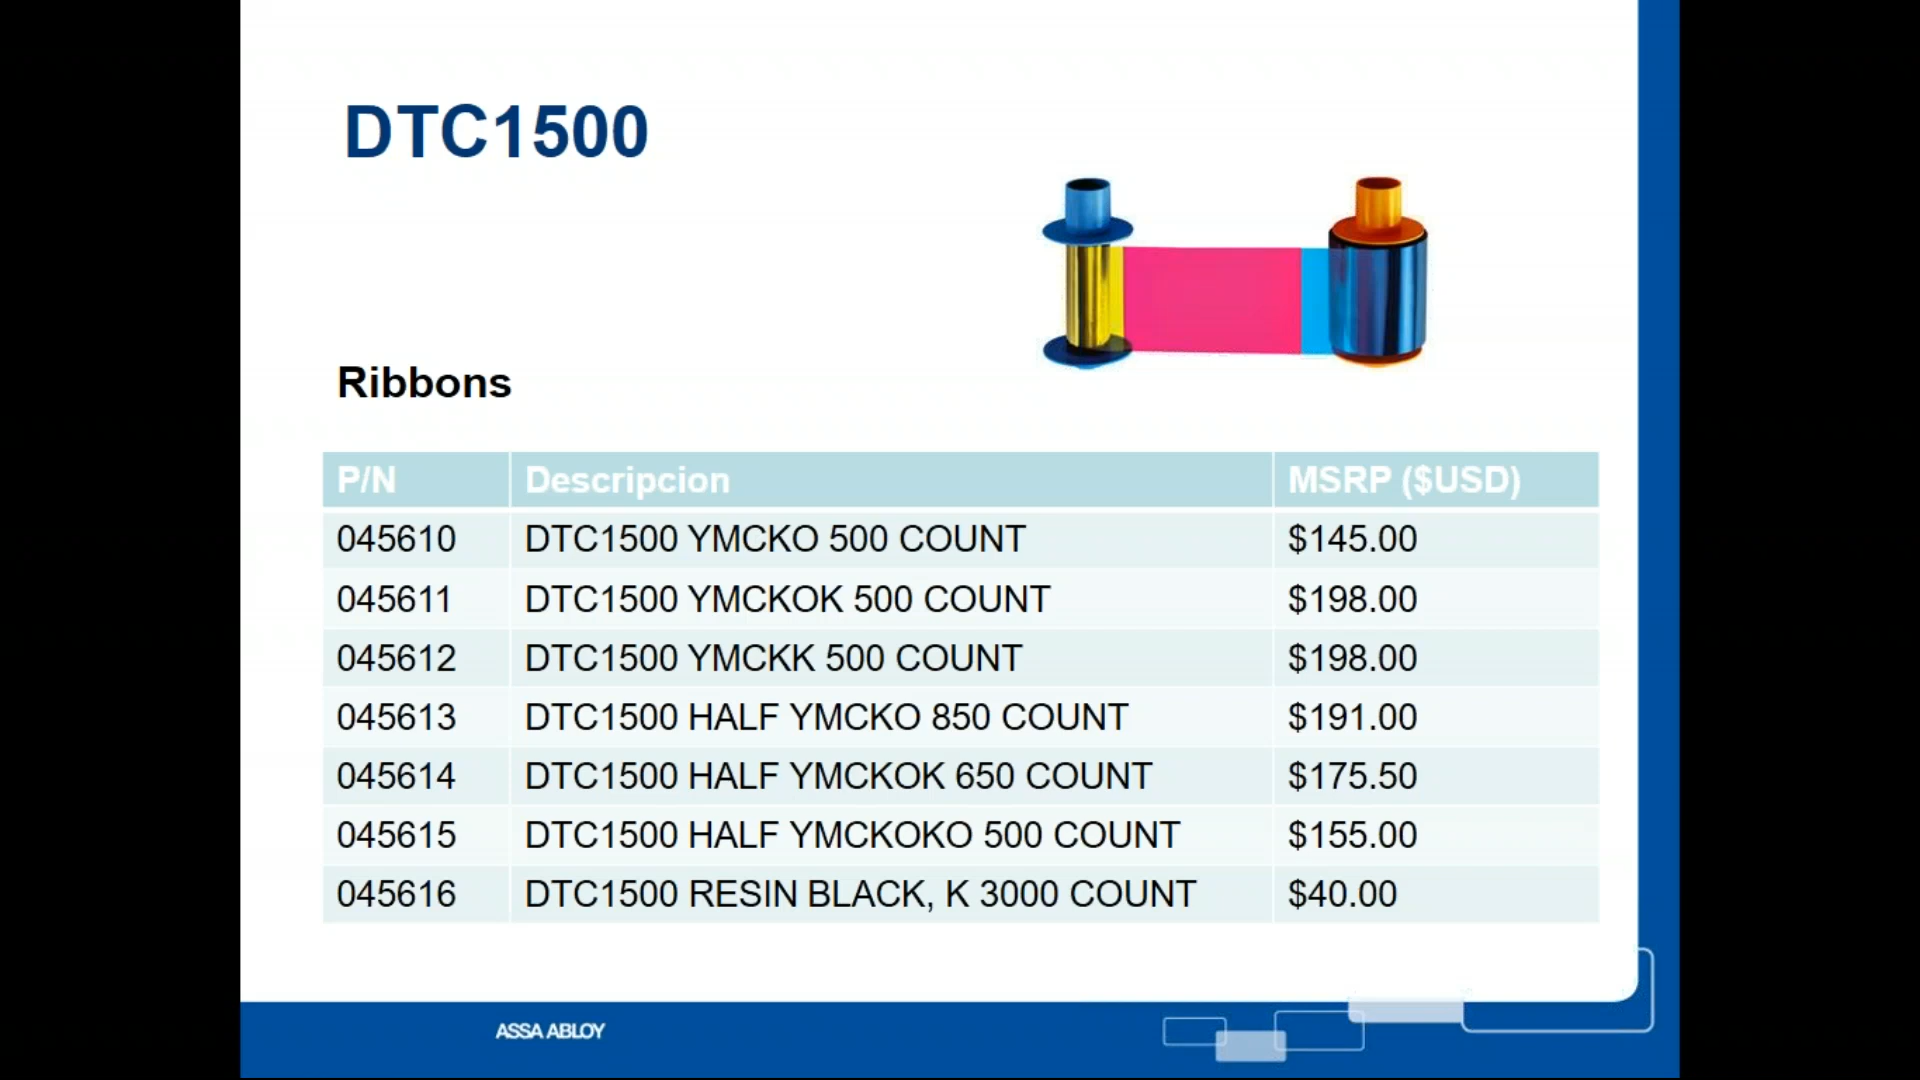 DTC1500
Ribbons
P/N Descripcion MSRP ($USD)
045610 DTC1500 YMCKO 500 COUNT $145.00
045611 DTC1500 YMCKOK 500 COUNT $198.00
045612 DTC1500 YMCKK 500 COUNT $198.00
045613 DTC1500 HALF YMCKO 850 COUNT $191.00
045614 DTC1500 HALF YMCKOK 650 COUNT $175.50
045615 DTC1500 HALF YMCKOKO 500 COUNT $155.00
045616 DTC1500 RESIN BLACK, K 3000 COUNT $40.00
ASSA ABLOY